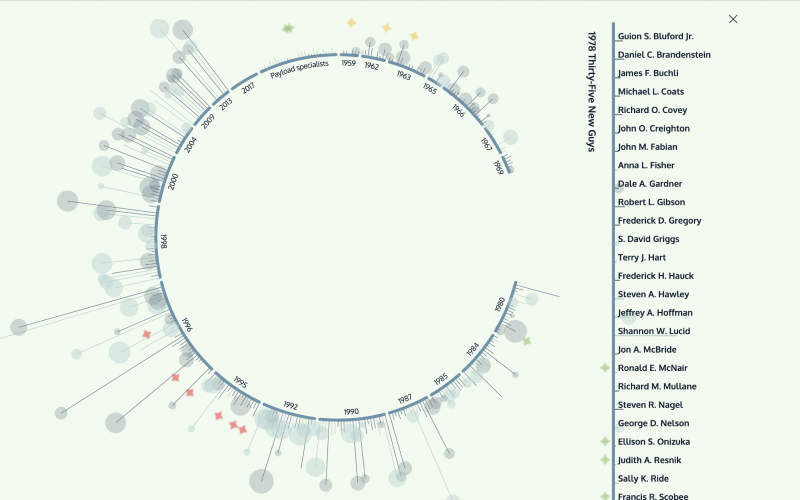 Payload specialists
1959
1962
1963
1965
1966
1967
1969
1980
1984
1985
1987
1990
1992
1995
1996
1998
2000
2004
2009
2013
2017
1978 Thirty-Five New Guys
Guion S. Bluford Jr.
Daniel C. Brandenstein
James F. Buchli
Michael L. Coats
Richard O. Covey
John O. Creighton
John M. Fabian
Anna L. Fisher
Dale A. Gardner
Robert L. Gibson
Frederick D. Gregory
S. David Griggs
Terry J. Hart
Frederick H. Hauck
Steven A. Hawley
Jeffrey A. Hoffman
Shannon W. Lucid
Jon A. McBride
Ronald E. McNair
Richard M. Mullane
Steven R. Nagel
George D. Nelson
Ellison S. Onizuka
Judith A. Resnik
Sally K. Ride
Francis R. Scobee